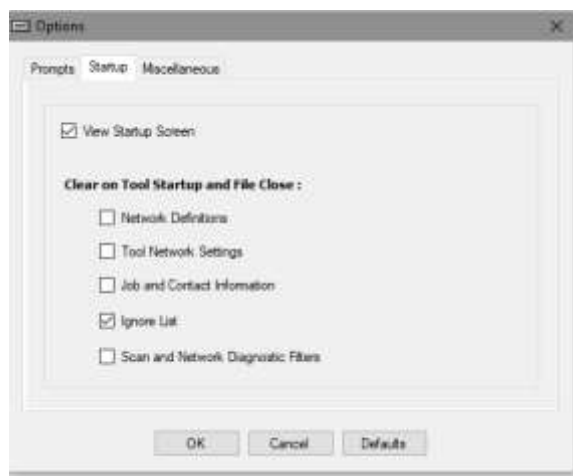 Options
Prompts Startup Miscellaneous
View Startup Screen
Clear on Tool Startup and File Close :
Network Definitions
Tool Network Settings
Job and Contact Information
Ignore List
Scan and Network Diagnostic Filters
OK Cancel Defaults